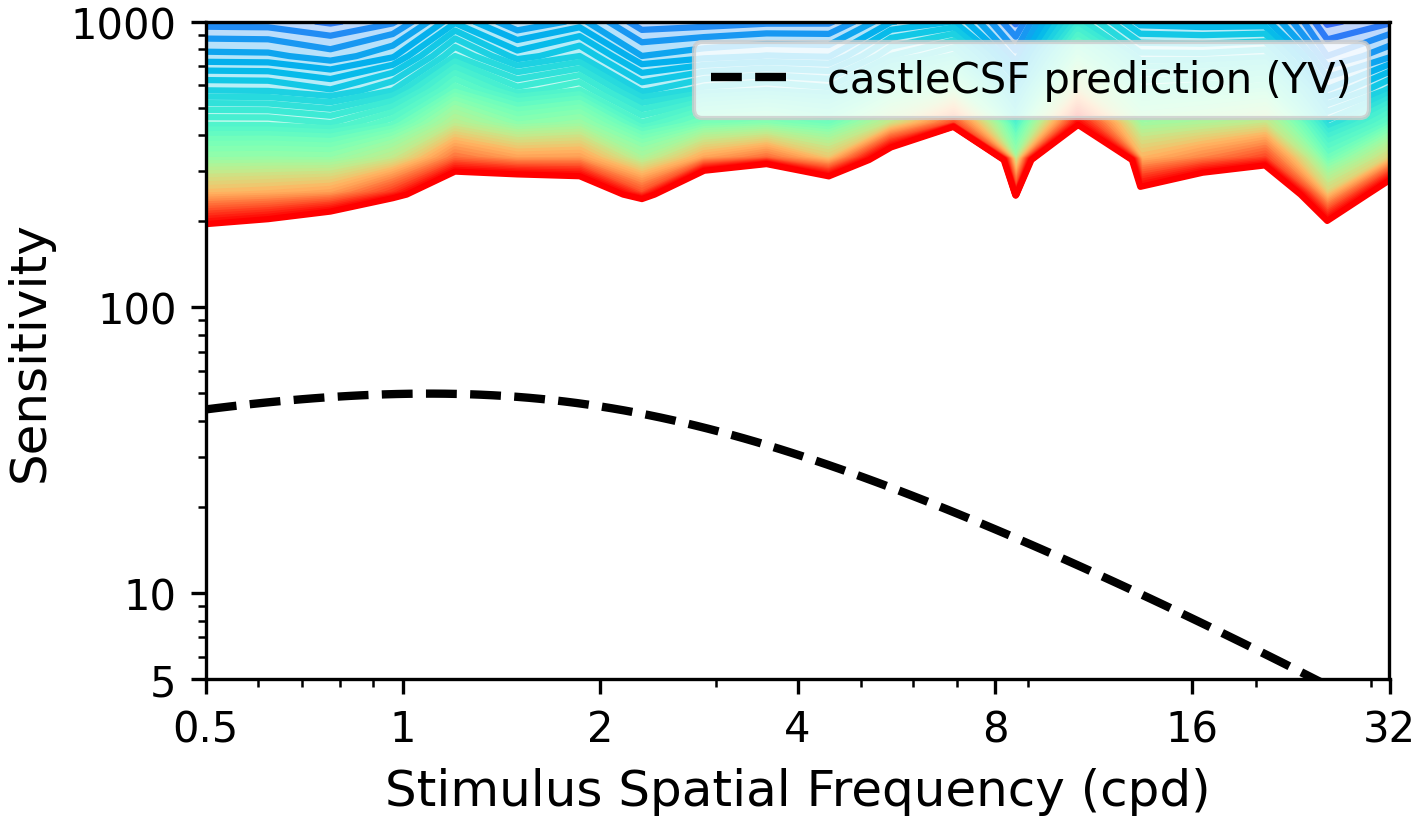 1000
100
10
5
Sensitivity
castleCSF prediction (YV)
0.5 1 2 4 8 16 32
Stimulus Spatial Frequency (cpd)